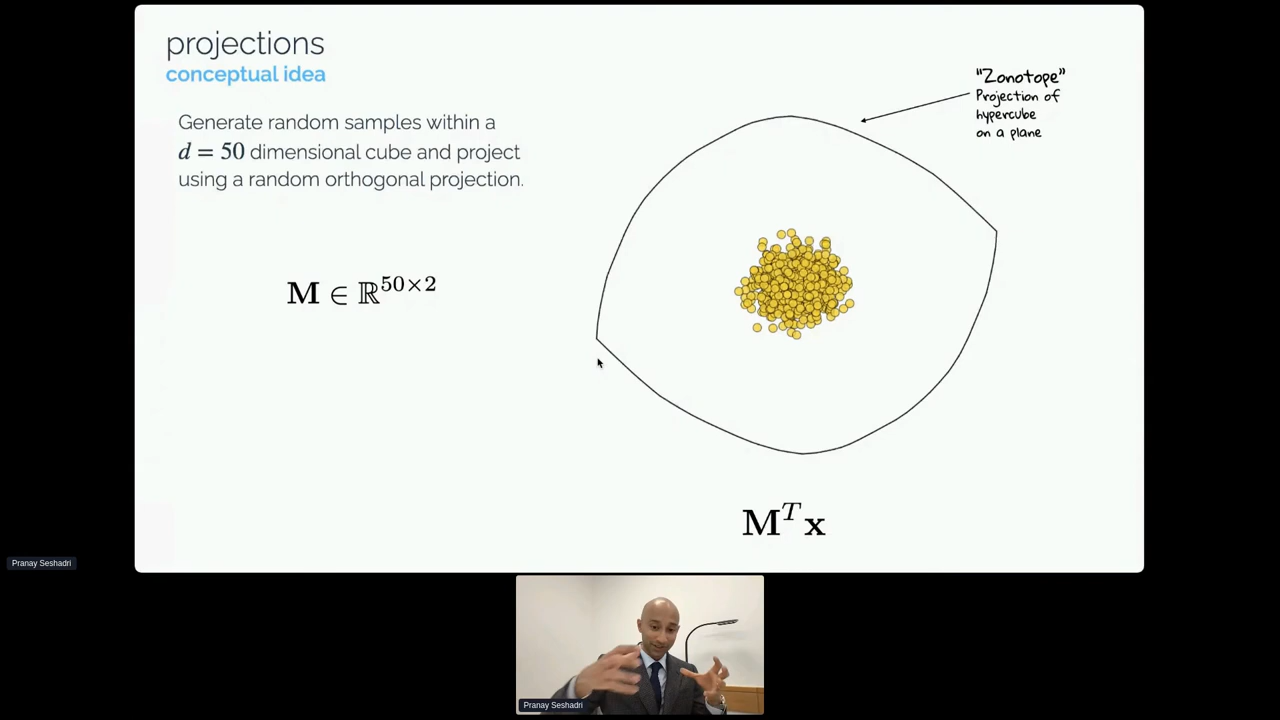 projections
conceptual idea
Generate random samples within a
d = 50 dimensional cube and project
using a random orthogonal projection.
M ∈ ℝ^{50×2}
"Zonotope"
Projection of
hypercube
on a plane
M^T x
Pranay Seshadri
Pranay Seshadri